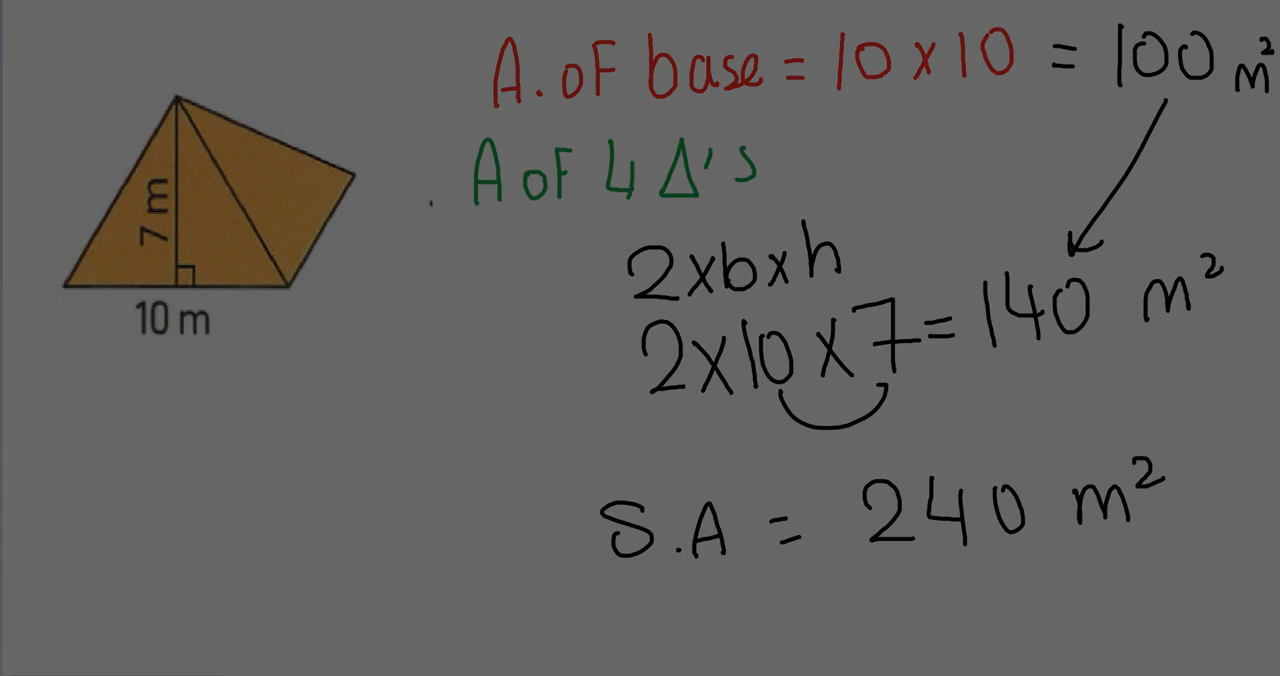 A. of base = 10 x 10 = 100 m²
A of 4 Δ's
7 m
2xbxh
10 m
2x10x7 = 140 m²
S.A = 240 m²